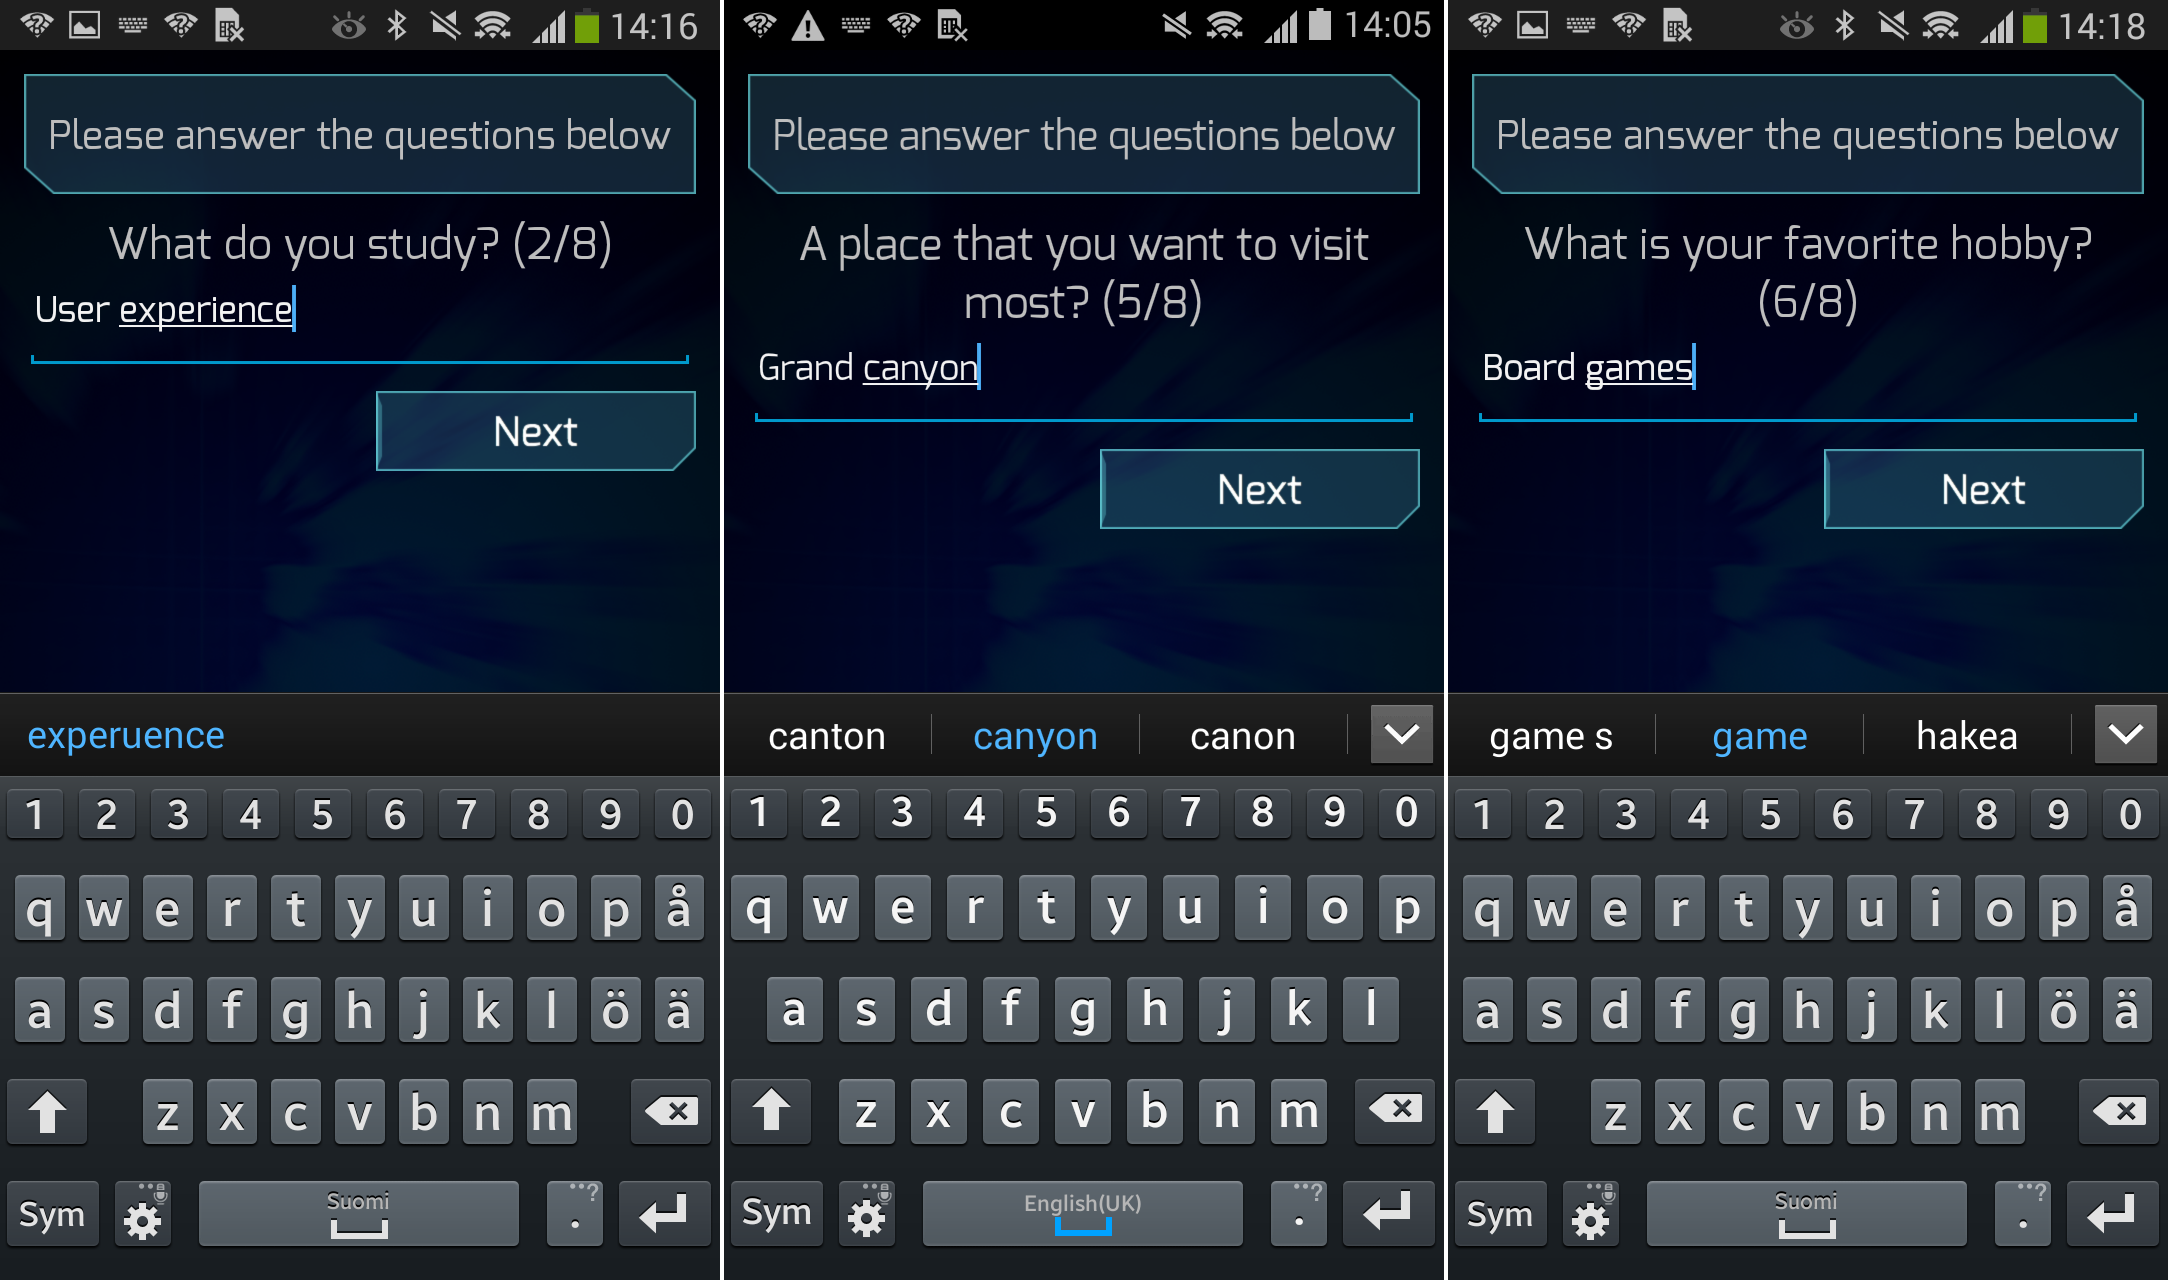 14:16
Please answer the questions below
What do you study? (2/8)
User experience
Next
experuence
1 2 3 4 5 6 7 8 9 0
q w e r t y u i o p å
a s d f g h j k l ö ä
z x c v b n m
Sym
Suomi
..?
.
14:05
Please answer the questions below
A place that you want to visit
most? (5/8)
Grand canyon
Next
canton canyon canon
1 2 3 4 5 6 7 8 9 0
q w e r t y u i o p
a s d f g h j k l
z x c v b n m
Sym
English(UK)
..?
.
14:18
Please answer the questions below
What is your favorite hobby?
(6/8)
Board games
Next
game s game hakea
1 2 3 4 5 6 7 8 9 0
q w e r t y u i o p å
a s d f g h j k l ö ä
z x c v b n m
Sym
Suomi
..?
.